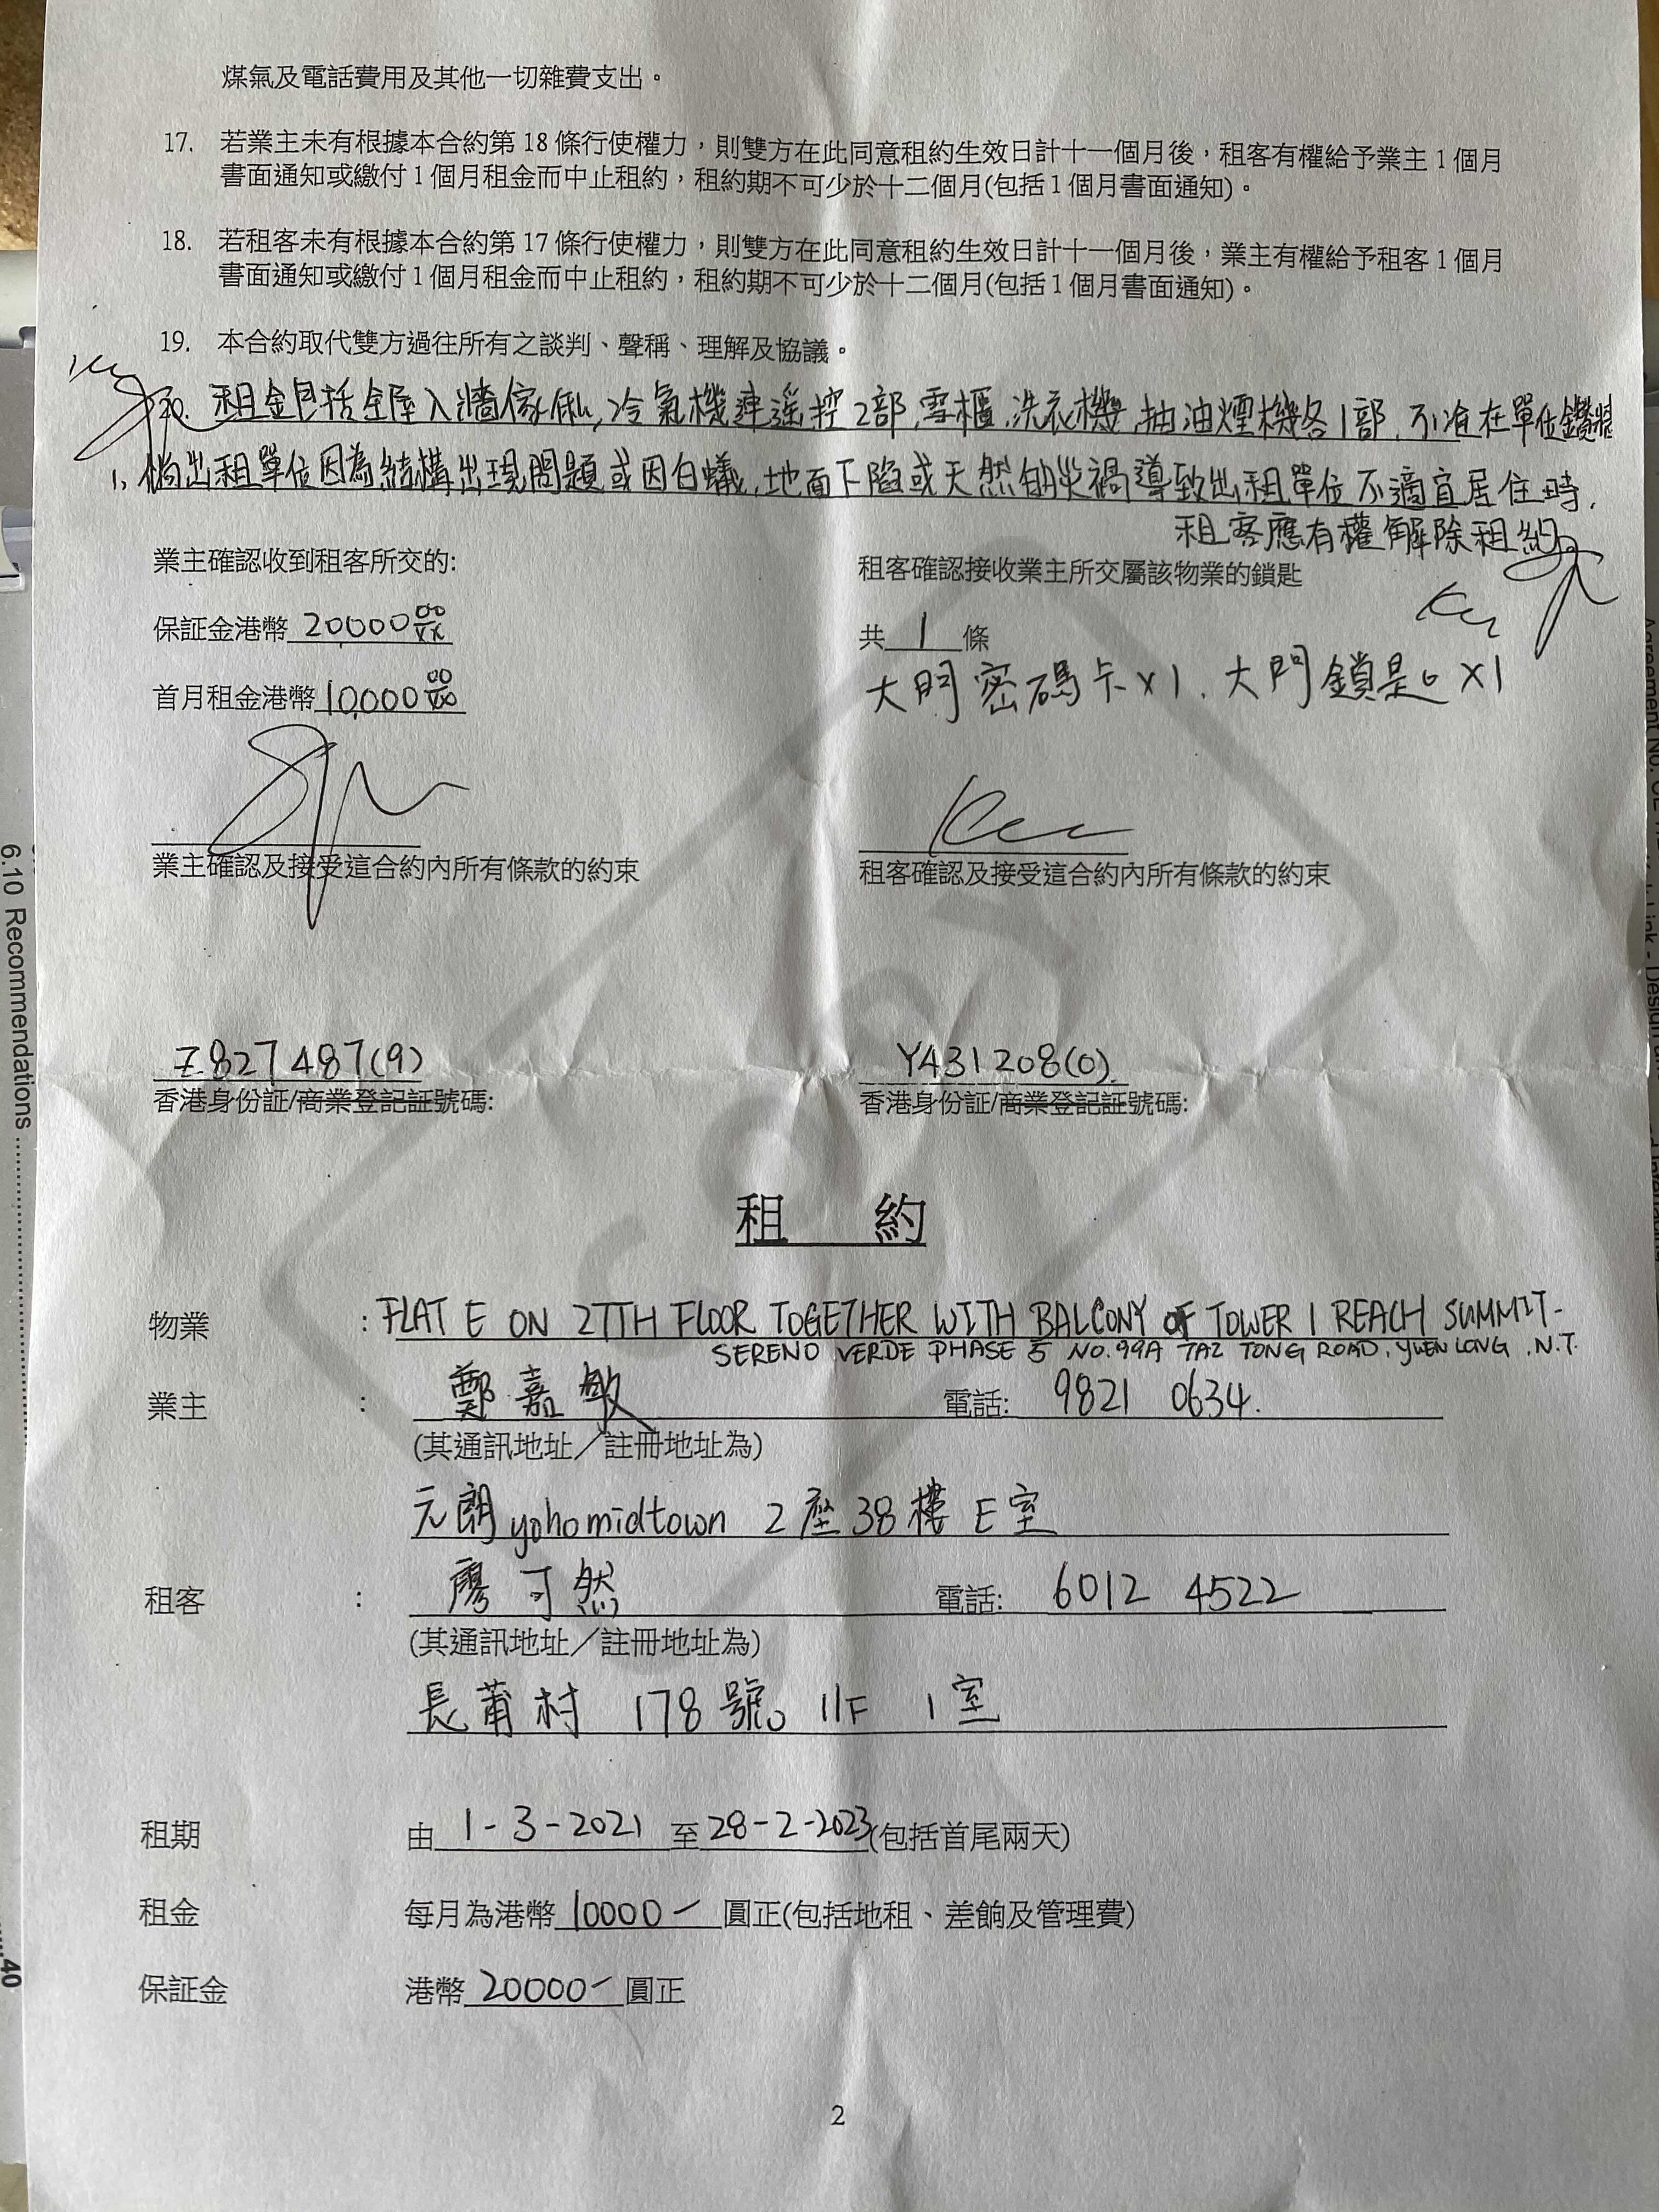 煤氣及電話費用及其他一切雜費支出。
17. 若業主未有根據本合約第 18 條行使權力，則雙方在此同意租約生效日計十一個月後，租客有權給予業主 1 個月
書面通知或繳付 1 個月租金而中止租約，租約期不可少於十二個月(包括 1 個月書面通知)。
18. 若租客未有根據本合約第 17 條行使權力，則雙方在此同意租約生效日計十一個月後，業主有權給予租客 1 個月
書面通知或繳付 1 個月租金而中止租約，租約期不可少於十二個月(包括 1 個月書面通知)。
19. 本合約取代雙方過往所有之談判、聲稱、理解及協議。
20. 租金包括全屋入牆傢俬，冷氣機連遙控2部，雪櫃，洗衣機，抽油煙機各1部，不准在單位鑽牆
倘出租單位因為結構出現問題或因白蟻，地面下陷或天然的災禍導致出租單位不適宜居住時，
租客應有權解除租約。
業主確認收到租客所交的:
租客確認接收業主所交屬該物業的鎖匙
保証金港幣 20,000
共 1 條
首月租金港幣 10,000
大門密碼卡x1，大門鎖匙x1
業主確認及接受這合約內所有條款的約束
租客確認及接受這合約內所有條款的約束
Z827487(9)
Y431208(0)
香港身份証/商業登記証號碼:
香港身份証/商業登記証號碼:
COPY
租 約
物業 : FLAT E ON 27TH FLOOR TOGETHER WITH BALCONY OF TOWER 1 REACH SUMMIT-
SERENO VERDE PHASE 5 NO.99A TAI TONG ROAD, YUEN LONG, N.T.
業主 : 鄭嘉敏 電話: 9821 0634.
(其通訊地址／註冊地址為)
元朗 yohomidtown 2座38樓E室
租客 : 廖可然 電話: 6012 4522
(其通訊地址／註冊地址為)
長莆村 178號。11F 1室
租期 由 1-3-2021 至 28-2-2023 (包括首尾兩天)
租金 每月為港幣 10000- 圓正(包括地租、差餉及管理費)
保証金 港幣 20000- 圓正
2
6.10 Recommendations
40